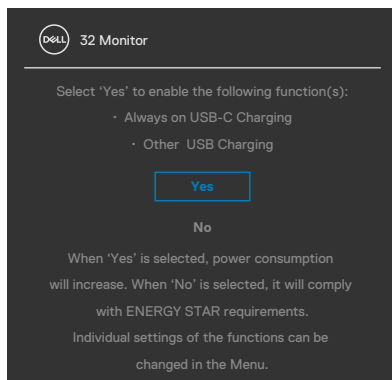 DELL
32 Monitor
Select ‘Yes’ to enable the following function(s):
· Always on USB-C Charging
· Other USB Charging
Yes
No
When ‘Yes’ is selected, power consumption
will increase. When ‘No’ is selected, it will comply
with ENERGY STAR requirements.
Individual settings of the functions can be
changed in the Menu.